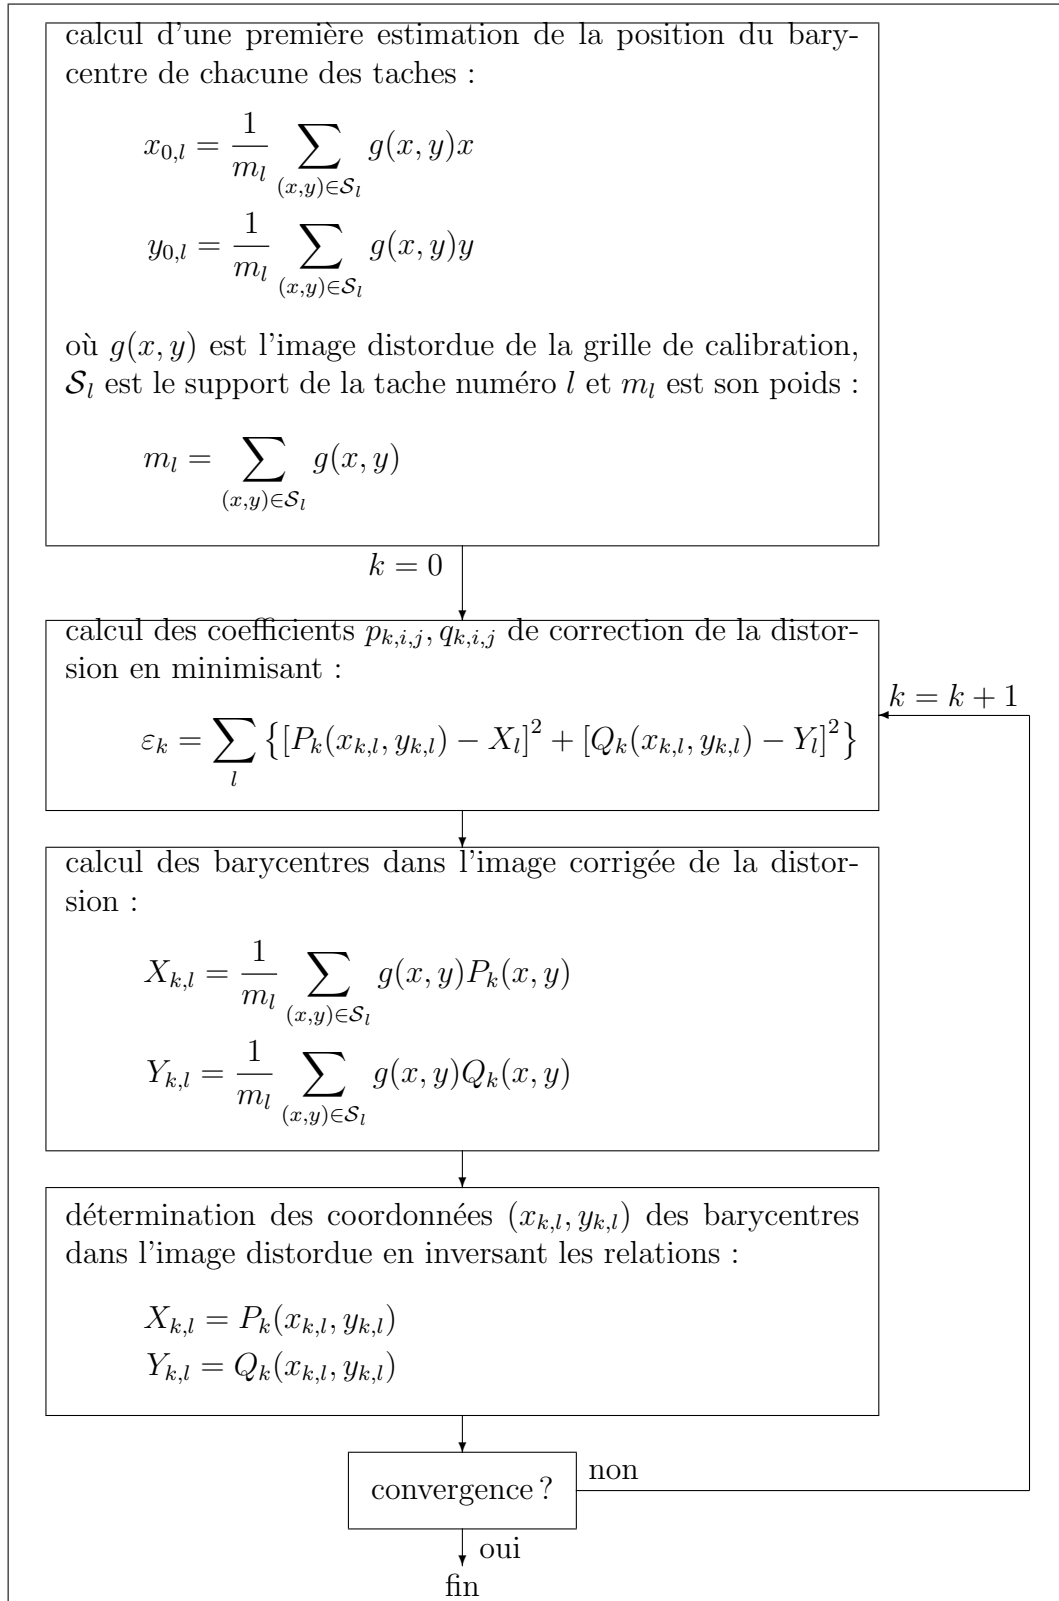 calcul d'une première estimation de la position du bary-
centre de chacune des taches :
$x_{0,l} = \frac{1}{m_l} \sum_{(x,y)\in\mathcal{S}_l} g(x,y)x$
$y_{0,l} = \frac{1}{m_l} \sum_{(x,y)\in\mathcal{S}_l} g(x,y)y$
où $g(x,y)$ est l'image distordue de la grille de calibration,
$\mathcal{S}_l$ est le support de la tache numéro $l$ et $m_l$ est son poids :
$m_l = \sum_{(x,y)\in\mathcal{S}_l} g(x,y)$
$k = 0$
calcul des coefficients $p_{k,i,j}, q_{k,i,j}$ de correction de la distor-
sion en minimisant :
$k = k + 1$
$\varepsilon_k = \sum_l \left\{ [P_k(x_{k,l}, y_{k,l}) - X_l]^2 + [Q_k(x_{k,l}, y_{k,l}) - Y_l]^2 \right\}$
calcul des barycentres dans l'image corrigée de la distor-
sion :
$X_{k,l} = \frac{1}{m_l} \sum_{(x,y)\in\mathcal{S}_l} g(x,y)P_k(x,y)$
$Y_{k,l} = \frac{1}{m_l} \sum_{(x,y)\in\mathcal{S}_l} g(x,y)Q_k(x,y)$
détermination des coordonnées $(x_{k,l}, y_{k,l})$ des barycentres
dans l'image distordue en inversant les relations :
$X_{k,l} = P_k(x_{k,l}, y_{k,l})$
$Y_{k,l} = Q_k(x_{k,l}, y_{k,l})$
convergence ?
non
oui
fin